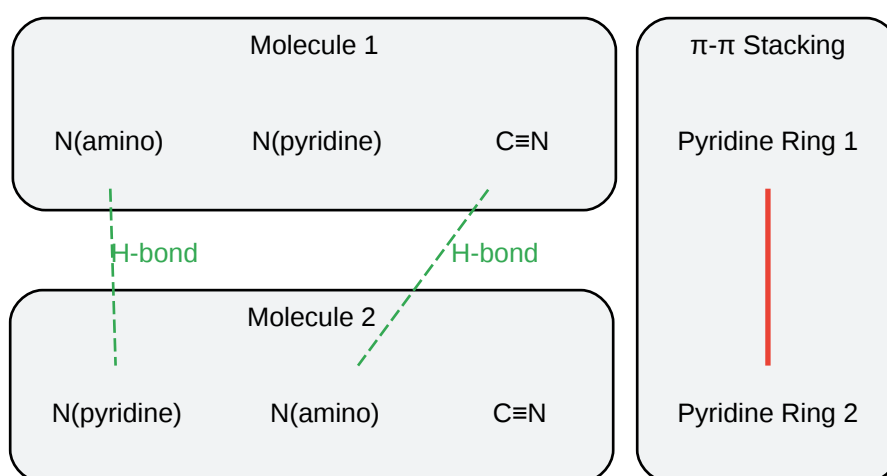 Molecule 1
N(amino)
N(pyridine)
C≡N
H-bond
H-bond
Molecule 2
N(pyridine)
N(amino)
C≡N
π-π Stacking
Pyridine Ring 1
Pyridine Ring 2